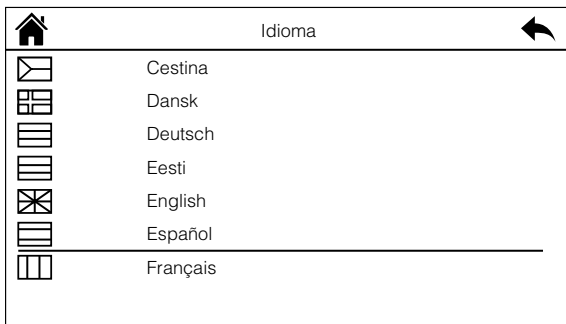 Idioma
Cestina
Dansk
Deutsch
Eesti
English
Español
Français